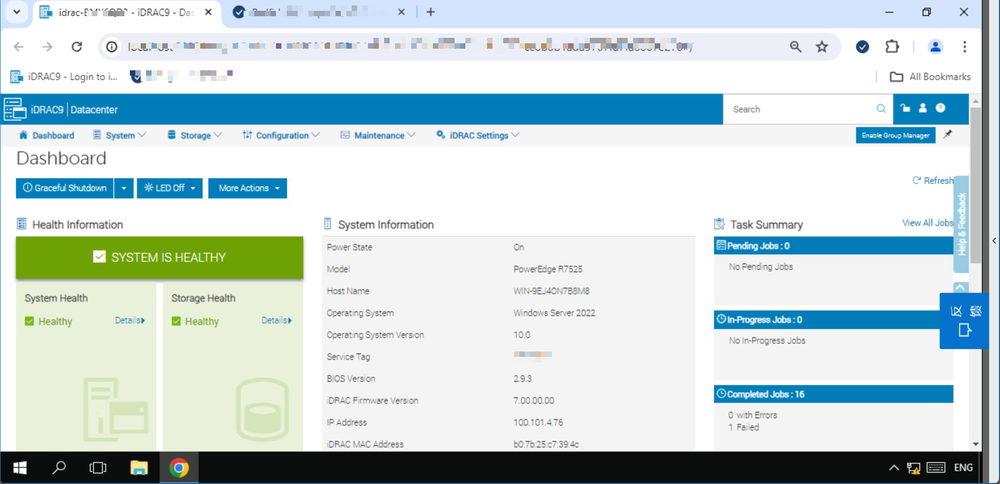 - iDRAC9 - Das
iDRAC9 - Login to i...
All Bookmarks
iDRAC9 | Datacenter
Search
Dashboard
System
Storage
Configuration
Maintenance
iDRAC Settings
Enable Group Manager
Dashboard
Graceful Shutdown
LED Off
More Actions
Refresh
Help & Feedback
Health Information
SYSTEM IS HEALTHY
System Health
Healthy
Details
Storage Health
Healthy
Details
System Information
Power State On
Model PowerEdge R7525
Host Name WIN-9EJ4ON7B8M8
Operating System Windows Server 2022
Operating System Version 10.0
Service Tag
BIOS Version 2.9.3
iDRAC Firmware Version 7.00.00.00
IP Address 100.101.4.76
iDRAC MAC Address b0:7b:25:c7:39:4c
Task Summary
View All Jobs
Pending Jobs : 0
No Pending Jobs
In-Progress Jobs : 0
No In-Progress Jobs
Completed Jobs : 16
0 with Errors
1 Failed
ENG